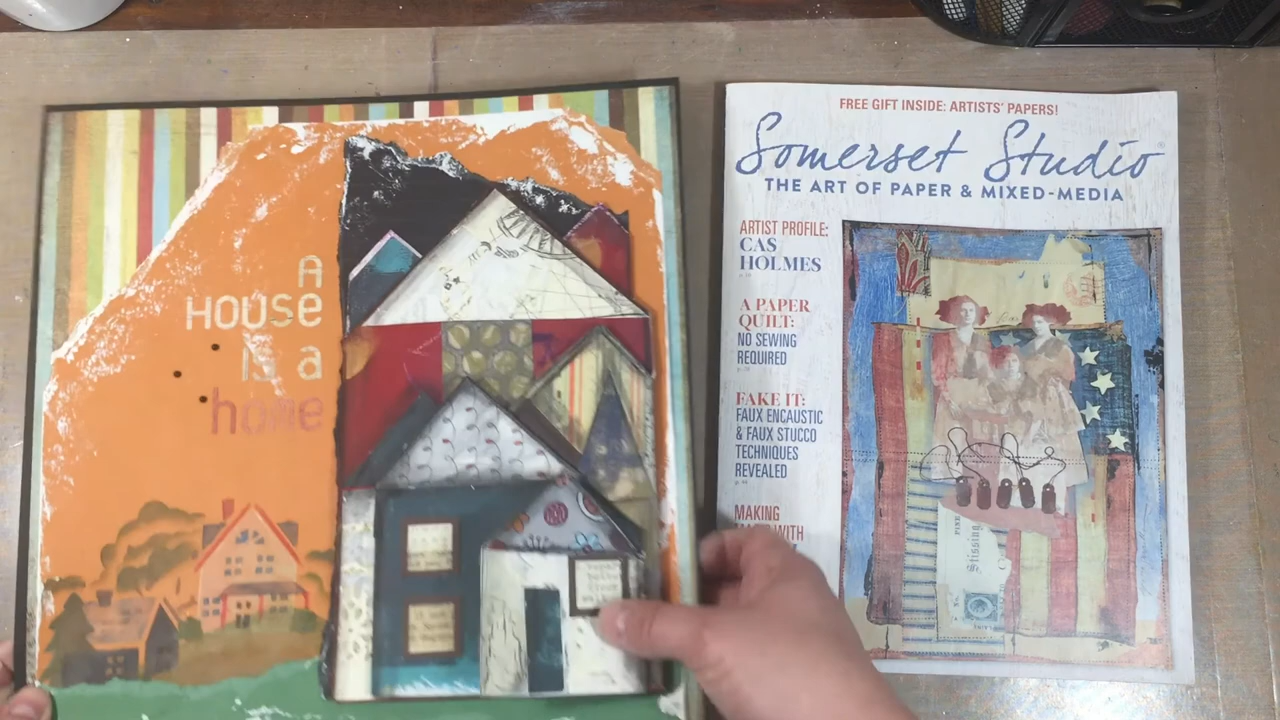 A
HOUSE
IS a
home
FREE GIFT INSIDE: ARTISTS' PAPERS!
Somerset Studio
THE ART OF PAPER & MIXED-MEDIA
ARTIST PROFILE:
CAS
HOLMES
A PAPER
QUILT:
NO SEWING
REQUIRED
FAKE IT:
FAUX ENCAUSTIC
& FAUX STUCCO
TECHNIQUES
REVEALED
MAKING
WITH